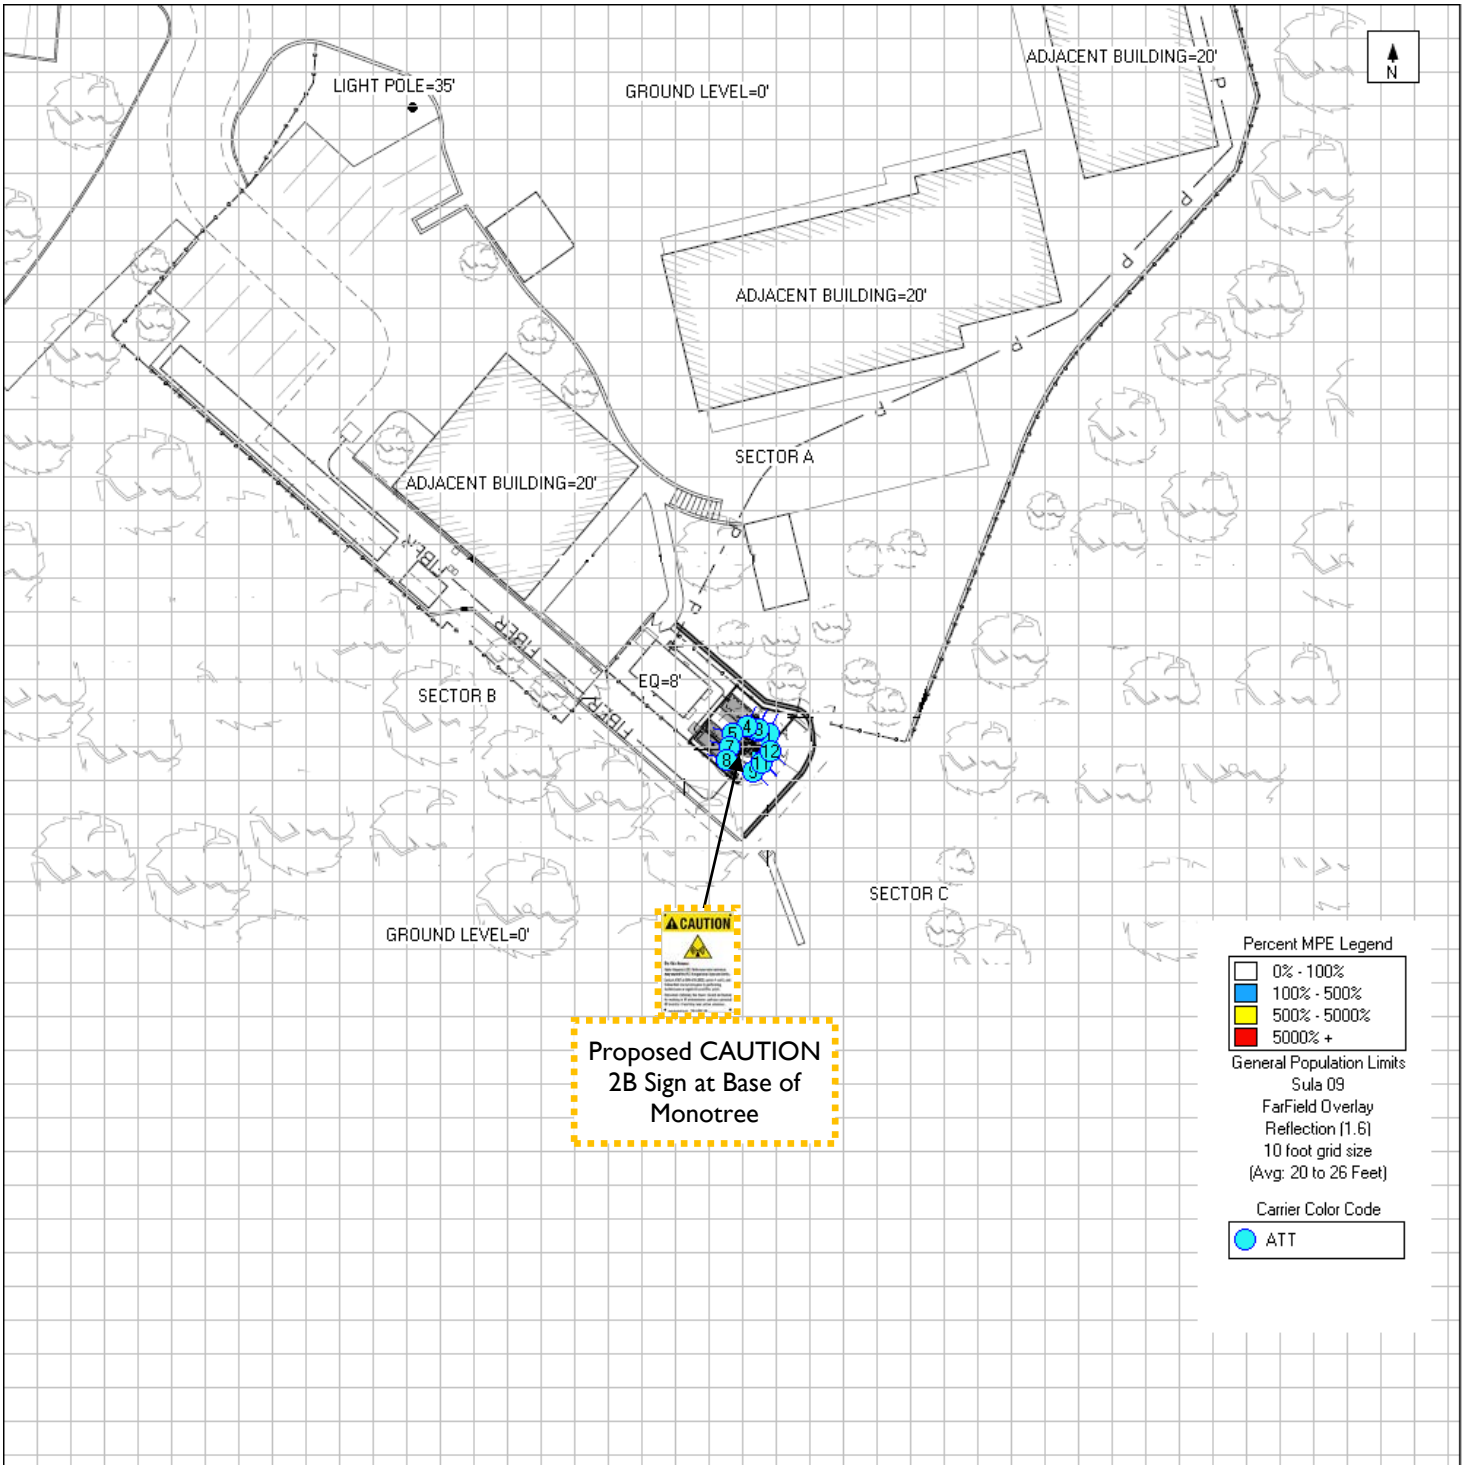 ADJACENT BUILDING=20'
N
LIGHT POLE=35'
GROUND LEVEL=0'
P
P
P
P
P
ADJACENT BUILDING=20'
SECTOR A
ADJACENT BUILDING=20'
P
P
FIBER
FIBER
FIBER
EQ=8'
SECTOR B
4
3
1
5
7
12
8
11
9
SECTOR C
GROUND LEVEL=0'
CAUTION
Proposed CAUTION
2B Sign at Base of
Monotree
Percent MPE Legend
0% - 100%
100% - 500%
500% - 5000%
5000% +
General Population Limits
Sula 09
FarField Overlay
Reflection (1.6)
10 foot grid size
(Avg: 20 to 26 Feet)
Carrier Color Code
ATT